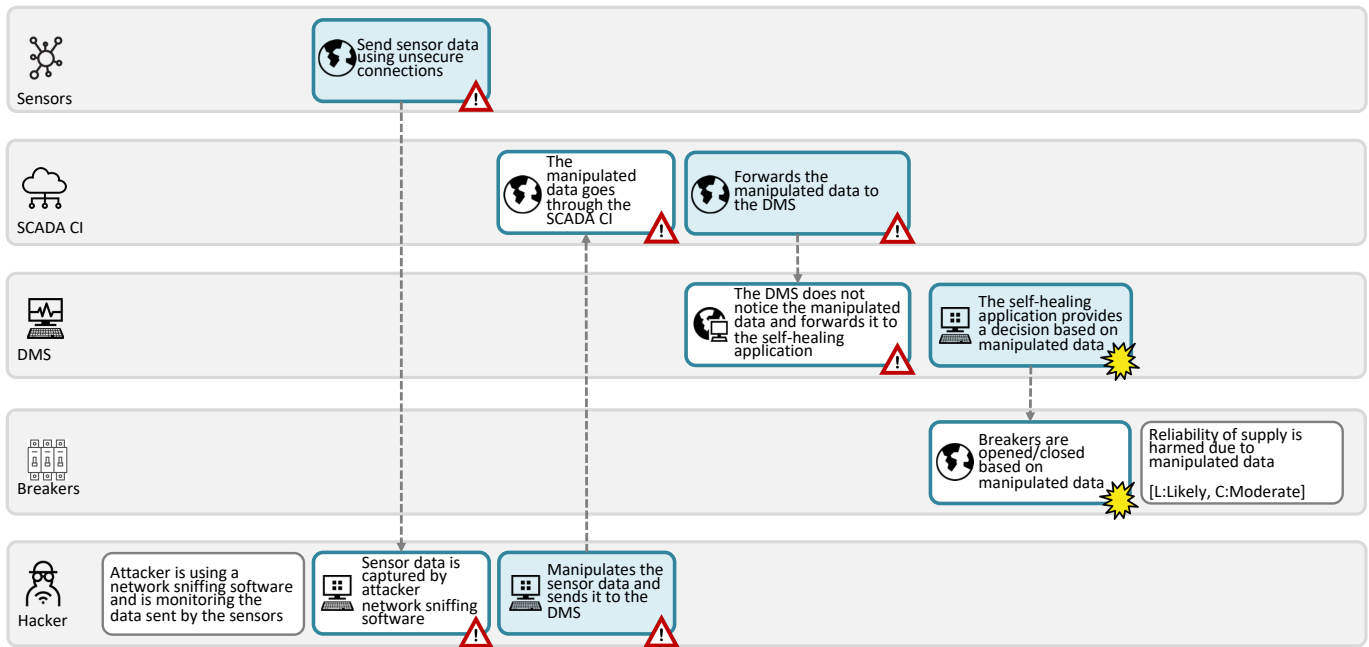 Send sensor data
using unsecure
connections
Sensors
The
manipulated
data goes
through the
SCADA CI
Forwards the
manipulated data to
the DMS
SCADA CI
The DMS does not
notice the manipulated
data and forwards it to
the self-healing
application
The self-healing
application provides
a decision based on
manipulated data
DMS
Breakers are
opened/closed
based on
manipulated data
Reliability of supply is
harmed due to
manipulated data
[L:Likely, C:Moderate]
Breakers
Attacker is using a
network sniffing software
and is monitoring the
data sent by the sensors
Sensor data is
captured by
attacker
network sniffing
software
Manipulates the
sensor data and
sends it to the
DMS
Hacker